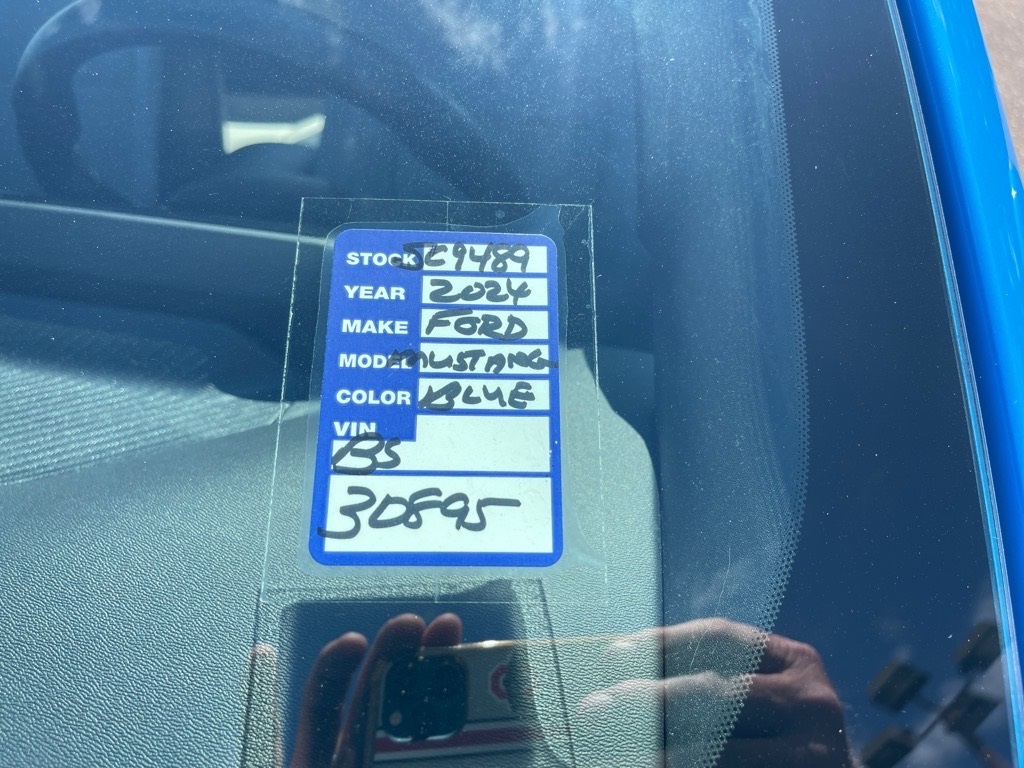 STOCK SC9489
YEAR 2024
MAKE FORD
MODEL MUSTANG
COLOR BLUE
VIN
BS
30895